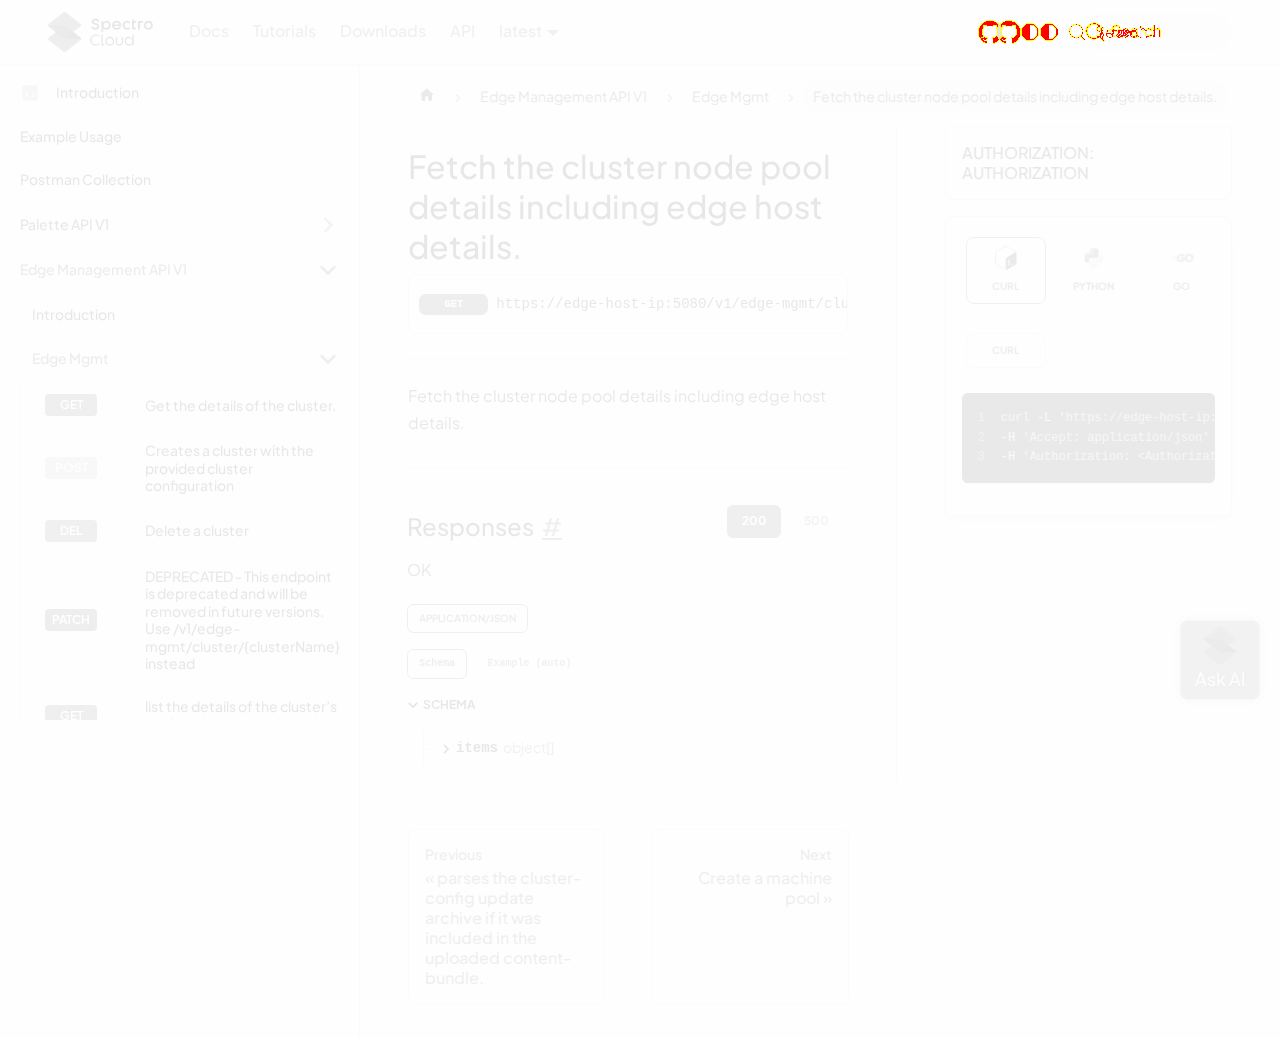 Spectro
Cloud
Docs
Tutorials
Downloads
API
latest
Introduction
Example Usage
Postman Collection
Palette API V1
Edge Management API V1
Introduction
Edge Mgmt
GET
Get the details of the cluster.
POST
Creates a cluster with the
provided cluster
configuration
DEL
Delete a cluster
PATCH
DEPRECATED - This endpoint
is deprecated and will be
removed in future versions.
Use /v1/edge-
mgmt/cluster/{clusterName}
instead
GET
list the details of the cluster's
Edge Management API V1
Edge Mgmt
Fetch the cluster node pool details including edge host details.
Fetch the cluster node pool
details including edge host
details.
GET
https://edge-host-ip:5080/v1/edge-mgmt/clu
Fetch the cluster node pool details including edge host
details.
Responses #
200
500
OK
APPLICATION/JSON
Schema
Example (auto)
SCHEMA
items object[]
Previous
« parses the cluster-
config update
archive if it was
included in the
uploaded content-
bundle.
Next
Create a machine
pool »
AUTHORIZATION:
AUTHORIZATION
CURL
PYTHON
GO
GO
CURL
1 curl -L 'https://edge-host-ip:
2 -H 'Accept: application/json'
3 -H 'Authorization: <Authorizat
Ask AI